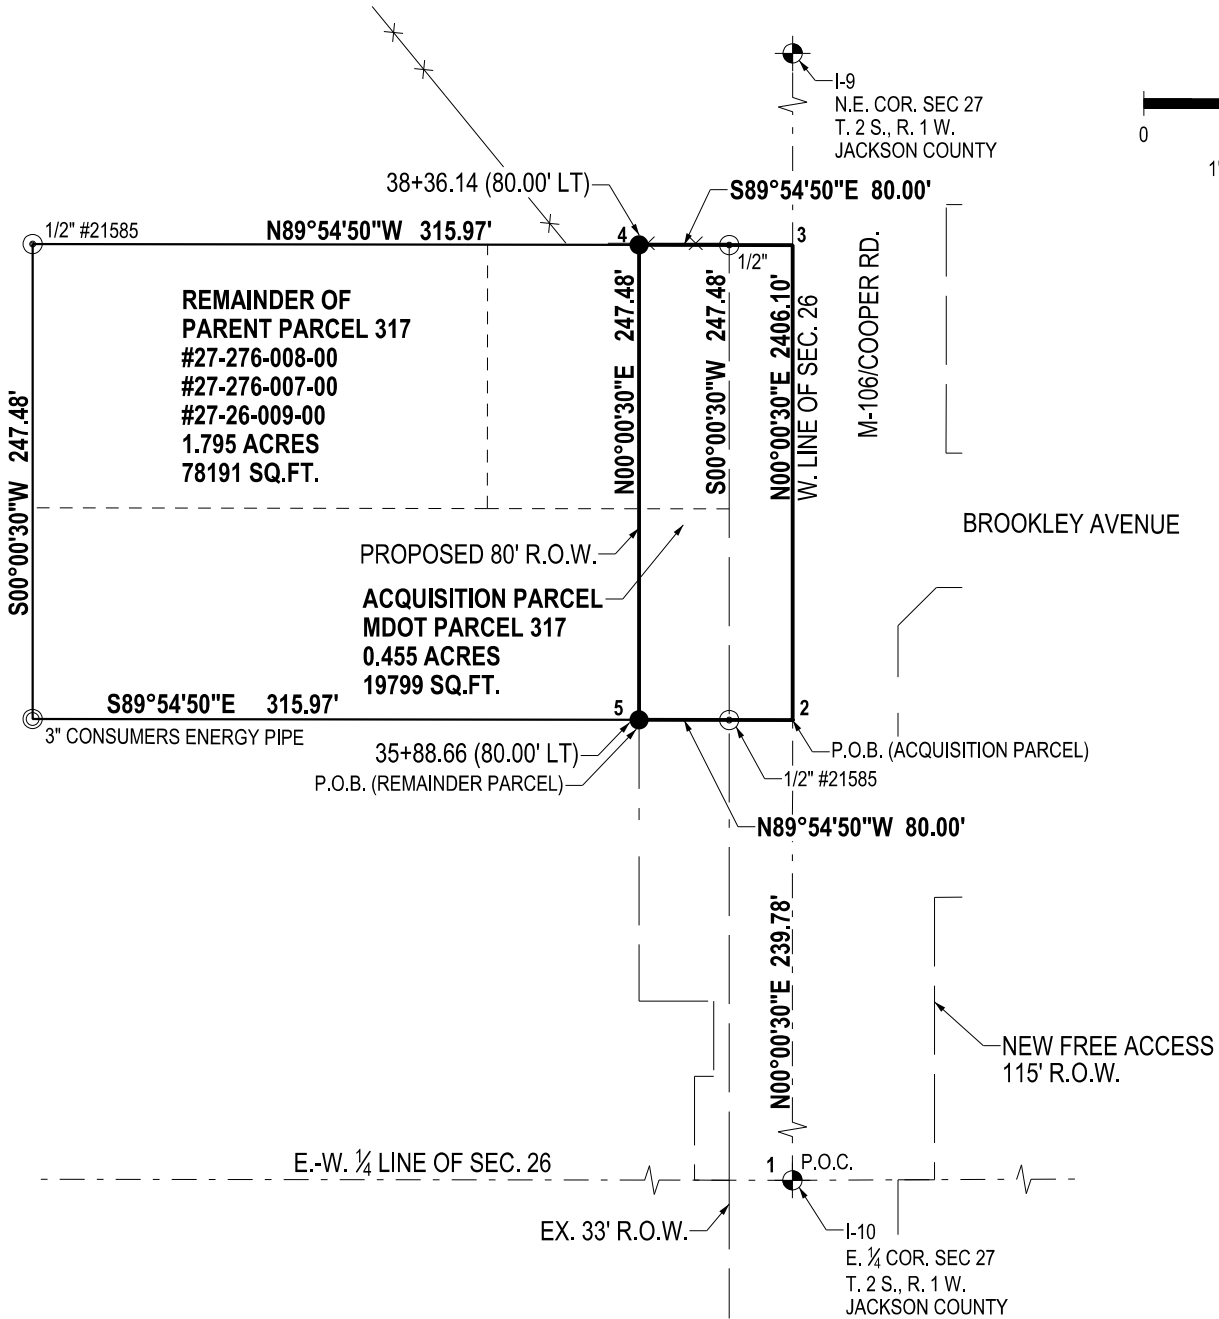 I-9
N.E. COR. SEC 27
T. 2 S., R. 1 W.
JACKSON COUNTY
0
1"
38+36.14 (80.00' LT)
S89°54'50"E 80.00'
1/2" #21585
N89°54'50"W 315.97'
4
3
1/2"
M-106/COOPER RD.
REMAINDER OF
PARENT PARCEL 317
#27-276-008-00
#27-276-007-00
#27-26-009-00
1.795 ACRES
78191 SQ.FT.
S00°00'30"W 247.48'
N00°00'30"E 247.48'
S00°00'30"W 247.48'
N00°00'30"E 2406.10'
W. LINE OF SEC. 26
BROOKLEY AVENUE
PROPOSED 80' R.O.W.
ACQUISITION PARCEL
MDOT PARCEL 317
0.455 ACRES
19799 SQ.FT.
S89°54'50"E 315.97'
5
2
3" CONSUMERS ENERGY PIPE
35+88.66 (80.00' LT)
P.O.B. (ACQUISITION PARCEL)
P.O.B. (REMAINDER PARCEL)
1/2" #21585
N89°54'50"W 80.00'
N00°00'30"E 239.78'
NEW FREE ACCESS
115' R.O.W.
E.-W. ¼ LINE OF SEC. 26
1
P.O.C.
EX. 33' R.O.W.
I-10
E. ¼ COR. SEC 27
T. 2 S., R. 1 W.
JACKSON COUNTY